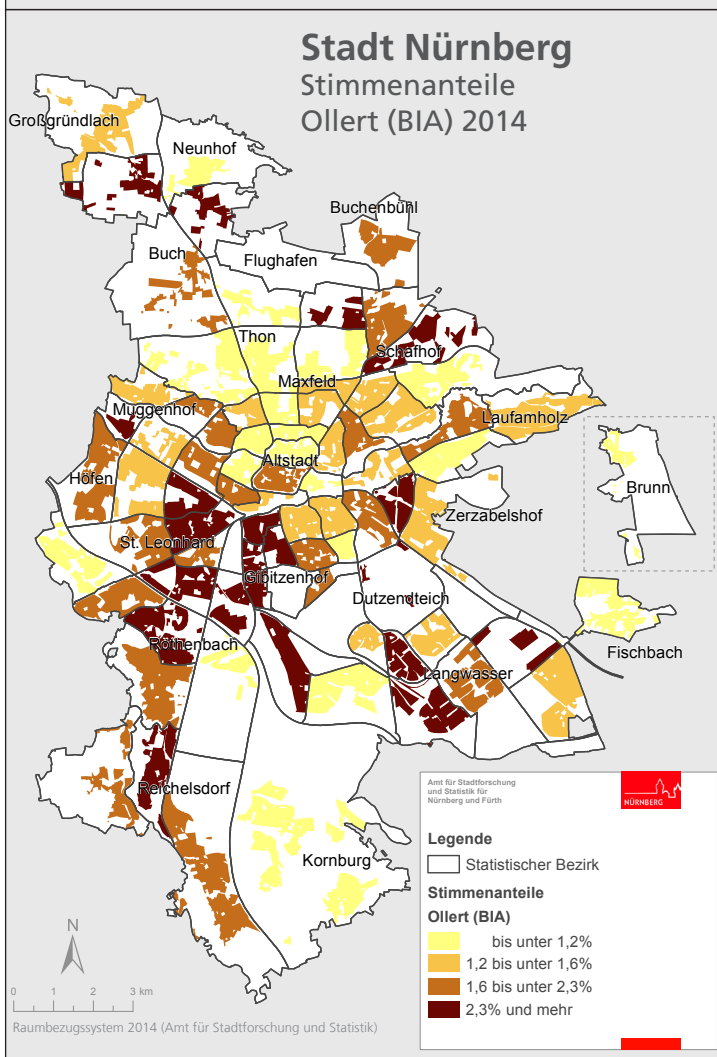 Stadt Nürnberg
Stimmenanteile
Ollert (BIA) 2014
Großgründlach
Neunhof
Buchenbühl
Buch
Flughafen
Thon
Schafhof
Maxfeld
Muggenhof
Laufamholz
Altstadt
Höfen
Brunn
Zerzabelshof
St. Leonhard
Gibitzenhof
Dutzendteich
Röthenbach
Fischbach
Langwasser
Reichelsdorf
Kornburg
Amt für Stadtforschung
und Statistik für
Nürnberg und Fürth
NÜRNBERG
Legende
Statistischer Bezirk
Stimmenanteile
Ollert (BIA)
bis unter 1,2%
1,2 bis unter 1,6%
1,6 bis unter 2,3%
2,3% und mehr
N
0 1 2 3 km
Raumbezugssystem 2014 (Amt für Stadtforschung und Statistik)